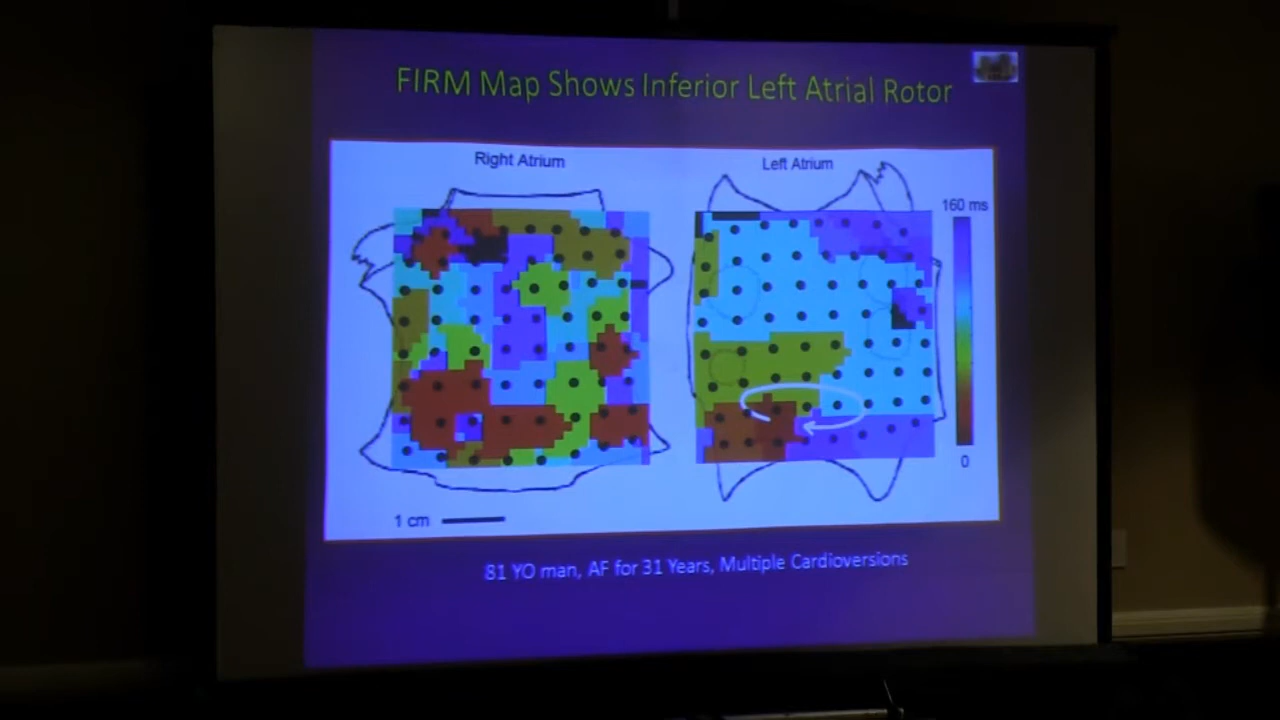 FIRM Map Shows Inferior Left Atrial Rotor
Right Atrium
Left Atrium
160 ms
0
1 cm
81 YO man, AF for 31 Years, Multiple Cardioversions